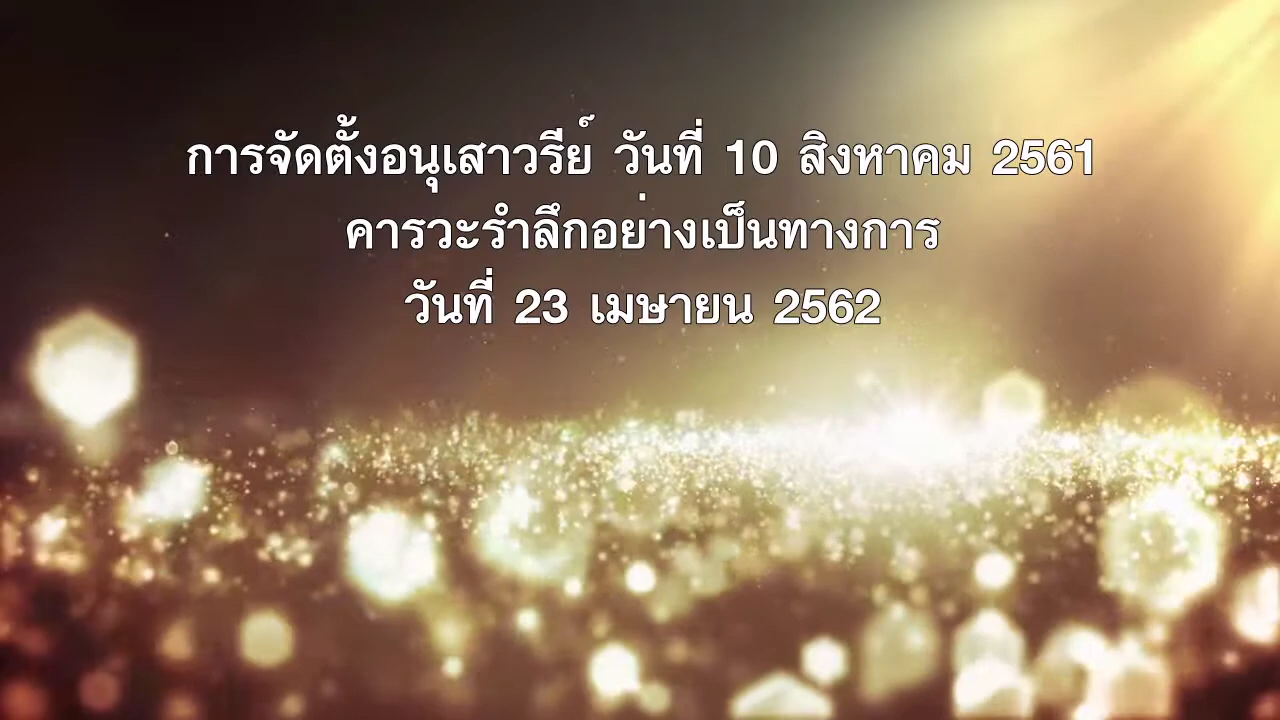 การจัดตั้งอนุเสาวรีย์ วันที่ 10 สิงหาคม 2561
คารวะรำลึกอย่างเป็นทางการ
วันที่ 23 เมษายน 2562